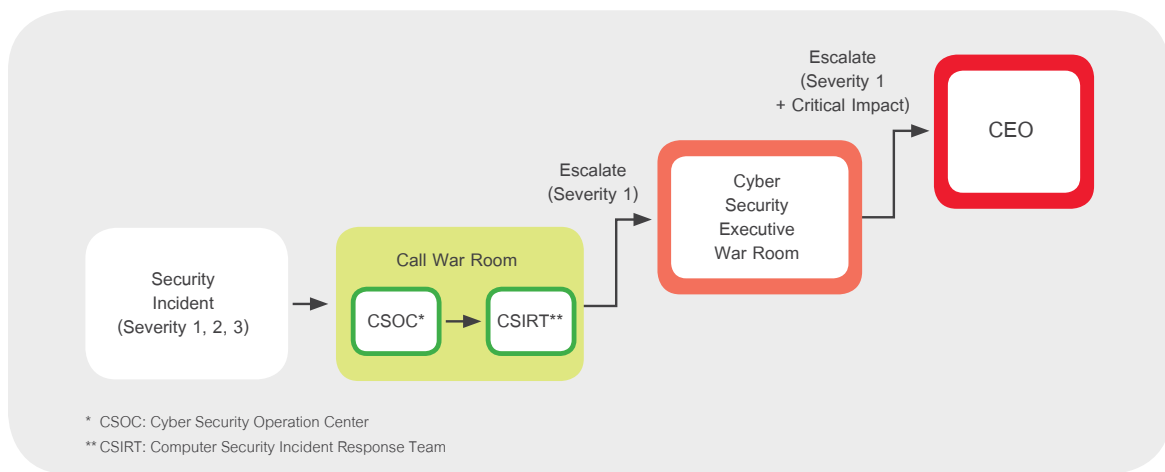 Security
Incident
(Severity 1, 2, 3)
Call War Room
CSOC*
CSIRT**
Escalate
(Severity 1)
Cyber
Security
Executive
War Room
Escalate
(Severity 1
+ Critical Impact)
CEO
* CSOC: Cyber Security Operation Center
** CSIRT: Computer Security Incident Response Team